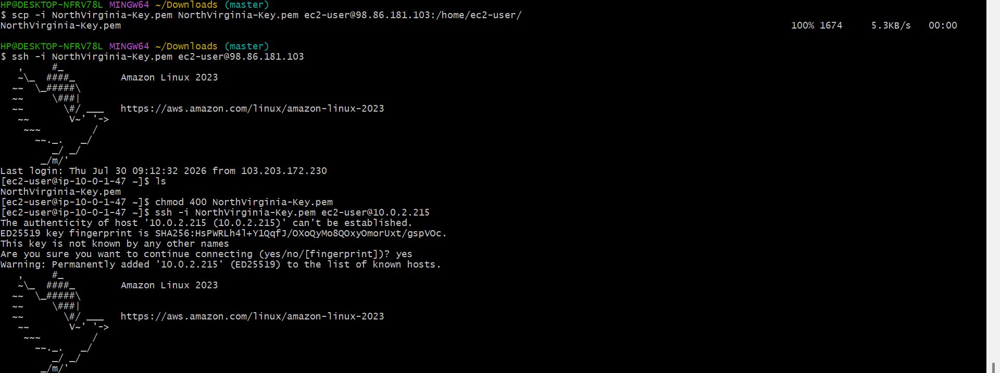 HP@DESKTOP-NFRV78L MINGW64 ~/Downloads (master)
$ scp -i NorthVirginia-Key.pem NorthVirginia-Key.pem ec2-user@98.86.181.103:/home/ec2-user/
NorthVirginia-Key.pem                                                                                                                     100% 1674     5.3KB/s   00:00

HP@DESKTOP-NFRV78L MINGW64 ~/Downloads (master)
$ ssh -i NorthVirginia-Key.pem ec2-user@98.86.181.103
   ,     #_
   ~\_  ####_        Amazon Linux 2023
  ~~  \_#####\
  ~~     \###|
  ~~       \#/ ___   https://aws.amazon.com/linux/amazon-linux-2023
   ~~       V~' '->
    ~~~         /
      ~~._.   _/
         _/ _/
       _/m/'
Last login: Thu Jul 30 09:12:32 2026 from 103.203.172.230
[ec2-user@ip-10-0-1-47 ~]$ ls
NorthVirginia-Key.pem
[ec2-user@ip-10-0-1-47 ~]$ chmod 400 NorthVirginia-Key.pem
[ec2-user@ip-10-0-1-47 ~]$ ssh -i NorthVirginia-Key.pem ec2-user@10.0.2.215
The authenticity of host '10.0.2.215 (10.0.2.215)' can't be established.
ED25519 key fingerprint is SHA256:HsPWRLh4l+Y1QqfJ/OXoQyMo8QOxyOmorUxt/gspVOc.
This key is not known by any other names
Are you sure you want to continue connecting (yes/no/[fingerprint])? yes
Warning: Permanently added '10.0.2.215' (ED25519) to the list of known hosts.
   ,     #_
   ~\_  ####_        Amazon Linux 2023
  ~~  \_#####\
  ~~     \###|
  ~~       \#/ ___   https://aws.amazon.com/linux/amazon-linux-2023
   ~~       V~' '->
    ~~~         /
      ~~._.   _/
         _/ _/
       _/m/'